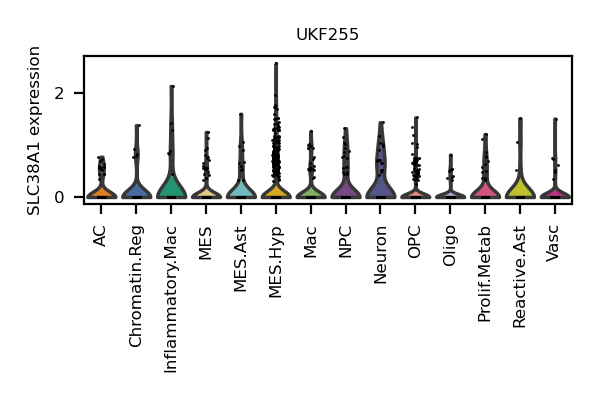 UKF255
SLC38A1 expression
2
0
AC
Chromatin.Reg
Inflammatory.Mac
MES
MES.Ast
MES.Hyp
Mac
NPC
Neuron
OPC
Oligo
Prolif.Metab
Reactive.Ast
Vasc